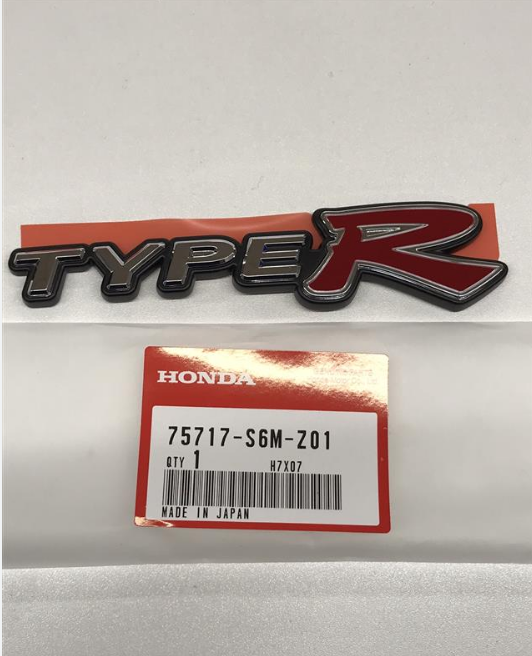 TYPE R
HONDA
75717-S6M-Z01
QTY 1 H7X07
MADE IN JAPAN